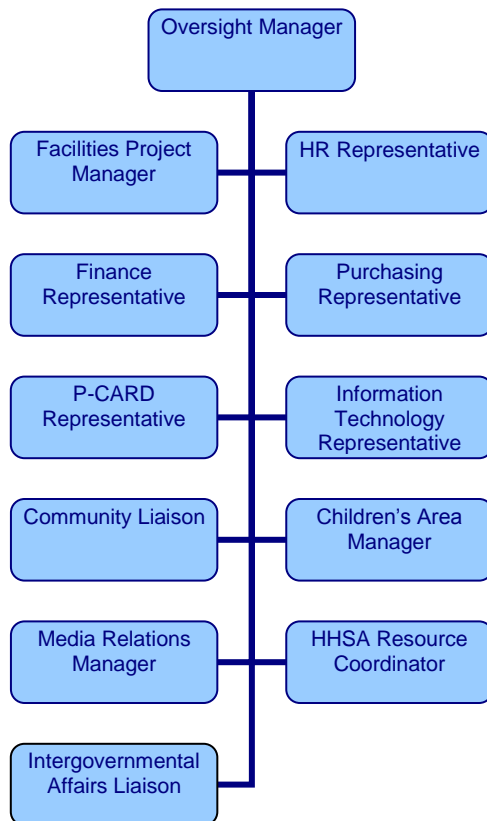 Oversight Manager
Facilities Project
Manager
HR Representative
Finance
Representative
Purchasing
Representative
P-CARD
Representative
Information
Technology
Representative
Community Liaison
Children's Area
Manager
Media Relations
Manager
HHSA Resource
Coordinator
Intergovernmental
Affairs Liaison